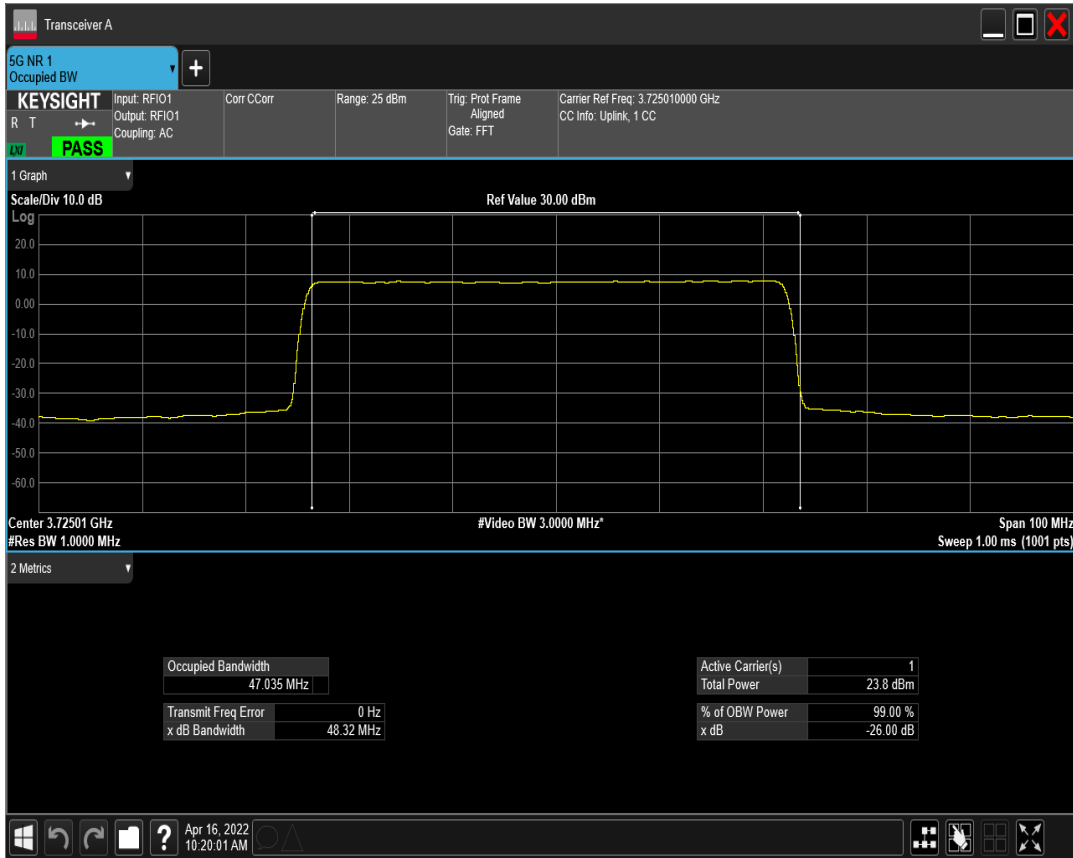 Transceiver A
5G NR 1
Occupied BW
+
KEYSIGHT
Input: RFIO1
Corr CCorr
Range: 25 dBm
Trig: Prot Frame
Carrier Ref Freq: 3.725010000 GHz
R T
Output: RFIO1
Aligned
CC Info: Uplink, 1 CC
Coupling: AC
Gate: FFT
LXI
PASS
1 Graph
Scale/Div 10.0 dB
Ref Value 30.00 dBm
Log
20.0
10.0
0.00
-10.0
-20.0
-30.0
-40.0
-50.0
-60.0
Center 3.72501 GHz
#Video BW 3.0000 MHz*
Span 100 MHz
#Res BW 1.0000 MHz
Sweep 1.00 ms (1001 pts)
2 Metrics
Occupied Bandwidth
47.035 MHz
Transmit Freq Error 0 Hz
x dB Bandwidth 48.32 MHz
Active Carrier(s) 1
Total Power 23.8 dBm
% of OBW Power 99.00 %
x dB -26.00 dB
?
Apr 16, 2022
10:20:01 AM